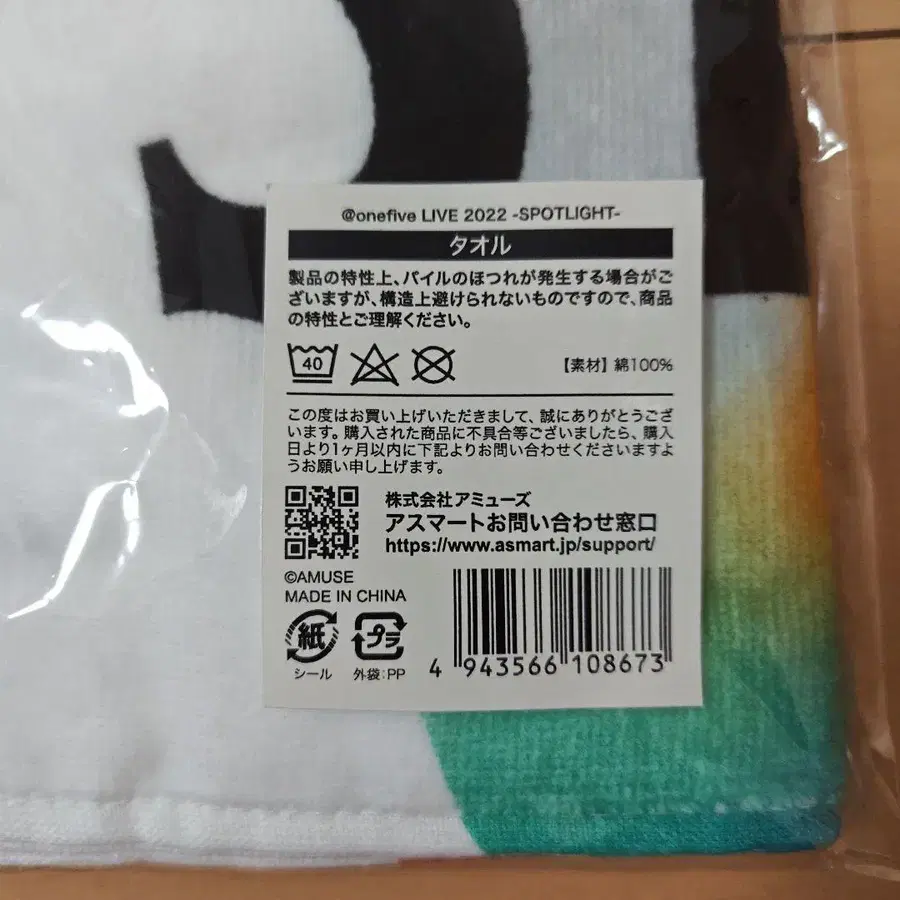 @onefive LIVE 2022 -SPOTLIGHT-
タオル
製品の特性上、パイルのほつれが発生する場合がご
ざいますが、構造上避けられないものですので、商品
の特性とご理解ください。
40
【素材】綿100%
この度はお買い上げいただきまして、誠にありがとうござ
います。購入された商品に不具合等ございましたら、購入
日より1ヶ月以内に下記よりお問い合わせくださいますよ
うお願い申し上げます。
株式会社アミューズ
アスマートお問い合わせ窓口
https://www.asmart.jp/support/
©AMUSE
MADE IN CHINA
紙
プラ
シール
外袋:PP
4 943566 108673